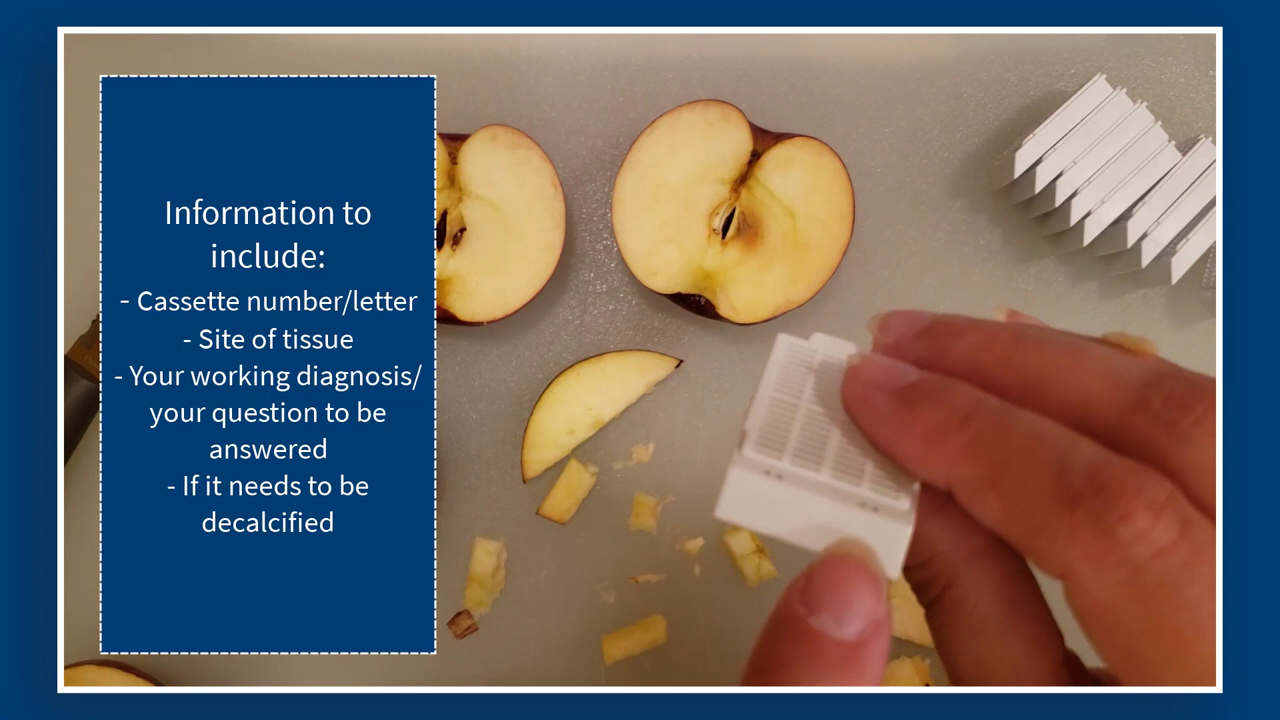 Information to
include:
- Cassette number/letter
- Site of tissue
- Your working diagnosis/
your question to be
answered
- If it needs to be
decalcified